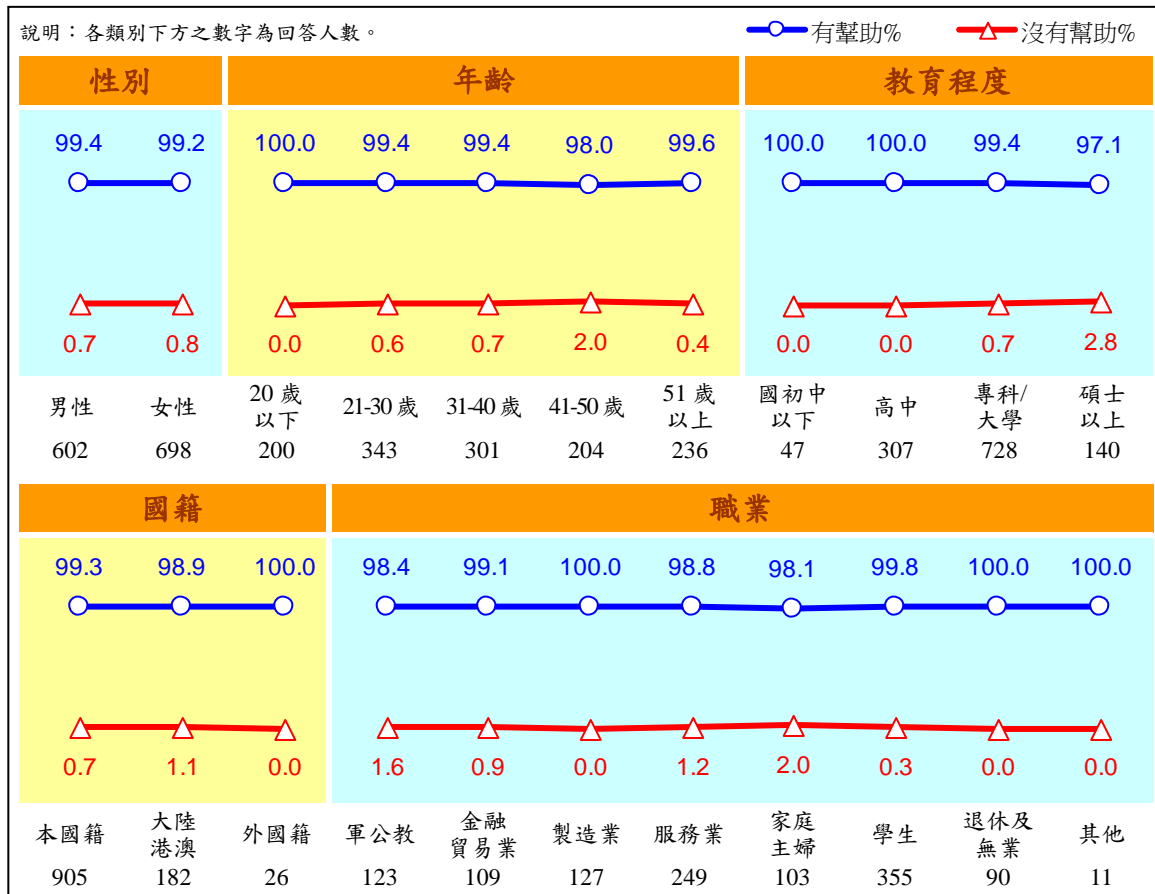 說明：各類別下方之數字為回答人數。 有幫助% 沒有幫助%
性別 年齡 教育程度
99.4 99.2 100.0 99.4 99.4 98.0 99.6 100.0 100.0 99.4 97.1
0.7 0.8 0.0 0.6 0.7 2.0 0.4 0.0 0.0 0.7 2.8
男性 女性 20 歲以下 21-30 歲 31-40 歲 41-50 歲 51 歲以上 國初中以下 高中 專科/大學 碩士以上
602 698 200 343 301 204 236 47 307 728 140
國籍 職業
99.3 98.9 100.0 98.4 99.1 100.0 98.8 98.1 99.8 100.0 100.0
0.7 1.1 0.0 1.6 0.9 0.0 1.2 2.0 0.3 0.0 0.0
本國籍 大陸港澳 外國籍 軍公教 金融貿易業 製造業 服務業 家庭主婦 學生 退休及無業 其他
905 182 26 123 109 127 249 103 355 90 11